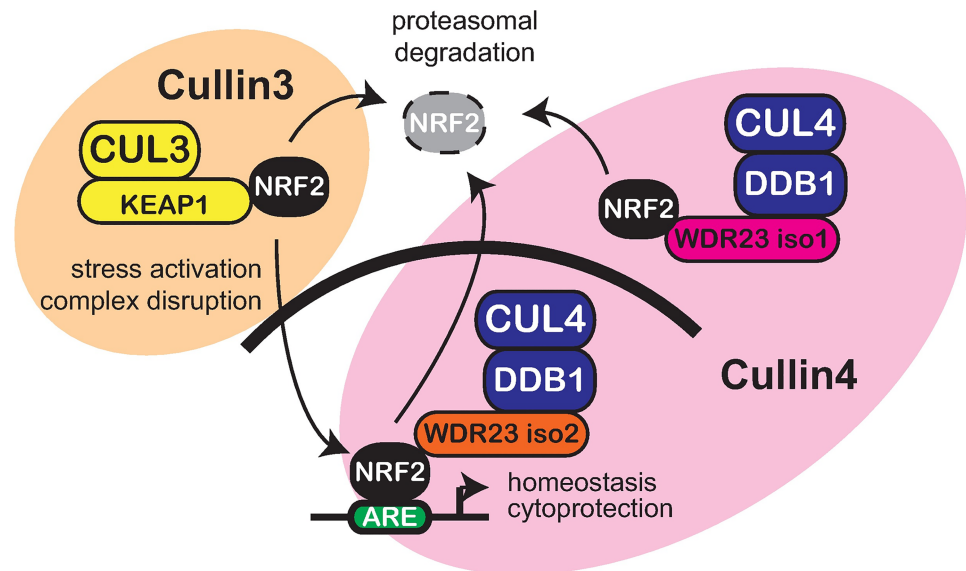 proteasomal
degradation
Cullin3
NRF2
CUL3
KEAP1
NRF2
stress activation
complex disruption
CUL4
DDB1
NRF2
WDR23 iso1
Cullin4
CUL4
DDB1
WDR23 iso2
NRF2
ARE
homeostasis
cytoprotection